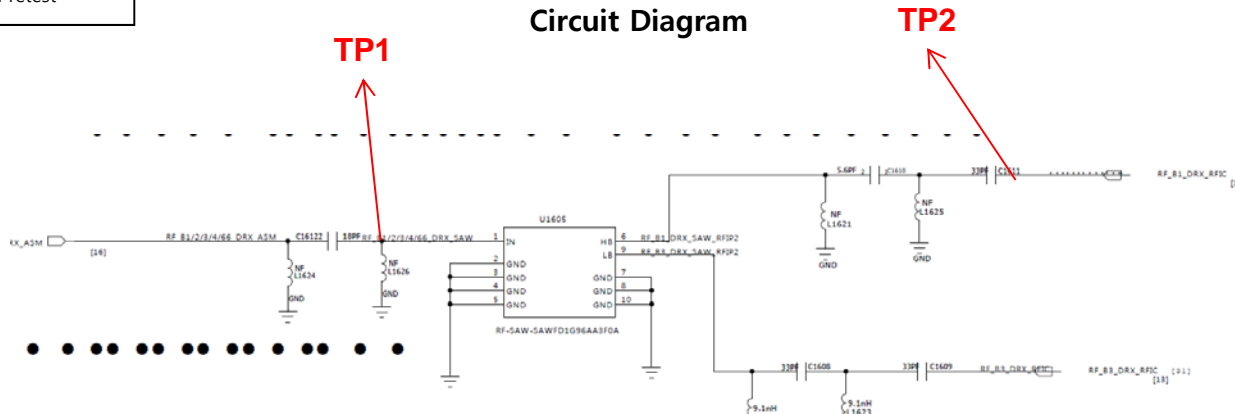 Circuit Diagram
TP1
TP2
5.6PF 2
C1610
33PF C1611
RF_B1_DRX_RFIC
NF
L1621
GND
NF
L1625
GND
U1605
RX_ASM
[16]
RF_B1/2/3/4/66_DRX_ASM
C16122
18PF
RF_B1/2/3/4/66_DRX_SAW
NF
L1624
GND
NF
L1626
GND
1 IN
2 GND
3 GND
4 GND
5 GND
HB 6 RF_B1_DRX_SAW_RFIP2
LB 9 RF_B3_DRX_SAW_RFIP2
GND 7
GND 8
GND 10
RF-SAW-SAWFD1G96AA3F0A
33PF C1608
33PF C1609
RF_B3_DRX_RFIC
RF_B3_DRX_RFIC
[13]
9.1nH
9.1nH
L1623